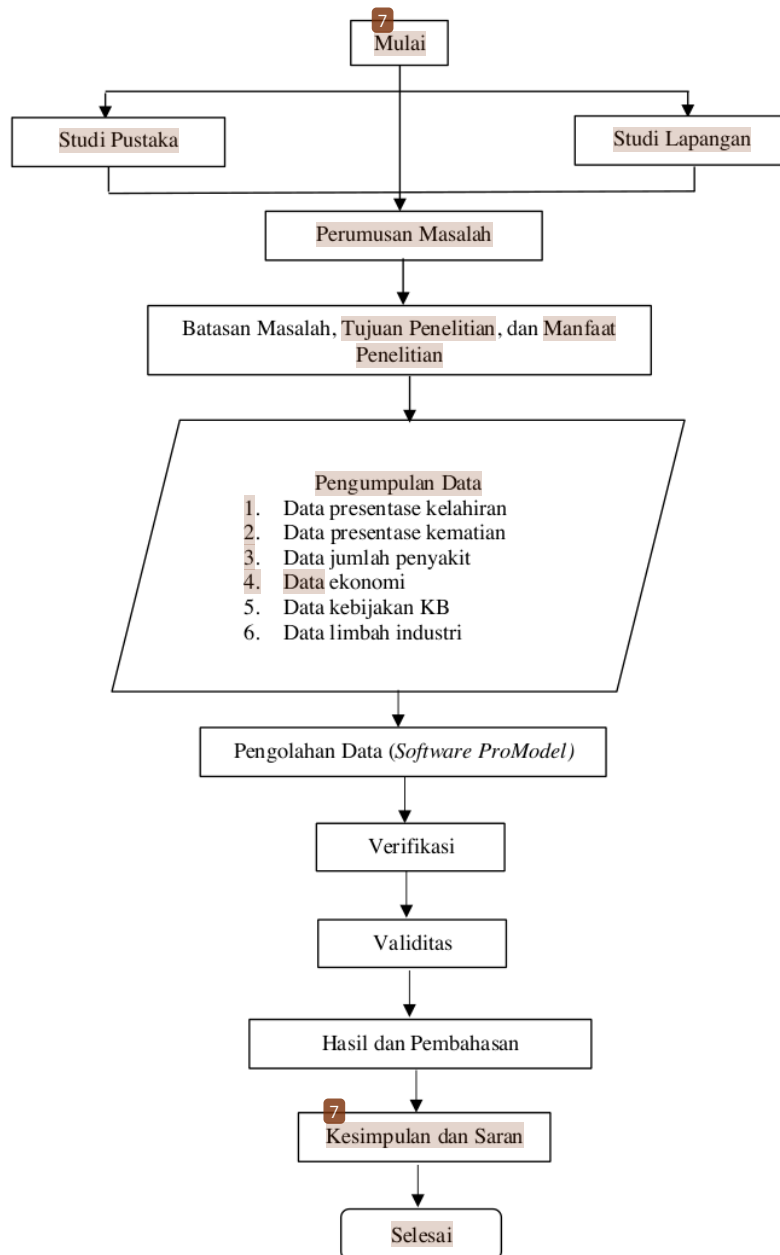 7
Mulai
Studi Pustaka
Studi Lapangan
Perumusan Masalah
Batasan Masalah, Tujuan Penelitian, dan Manfaat
Penelitian
Pengumpulan Data
1. Data presentase kelahiran
2. Data presentase kematian
3. Data jumlah penyakit
4. Data ekonomi
5. Data kebijakan KB
6. Data limbah industri
Pengolahan Data (Software ProModel)
Verifikasi
Validitas
Hasil dan Pembahasan
7
Kesimpulan dan Saran
Selesai